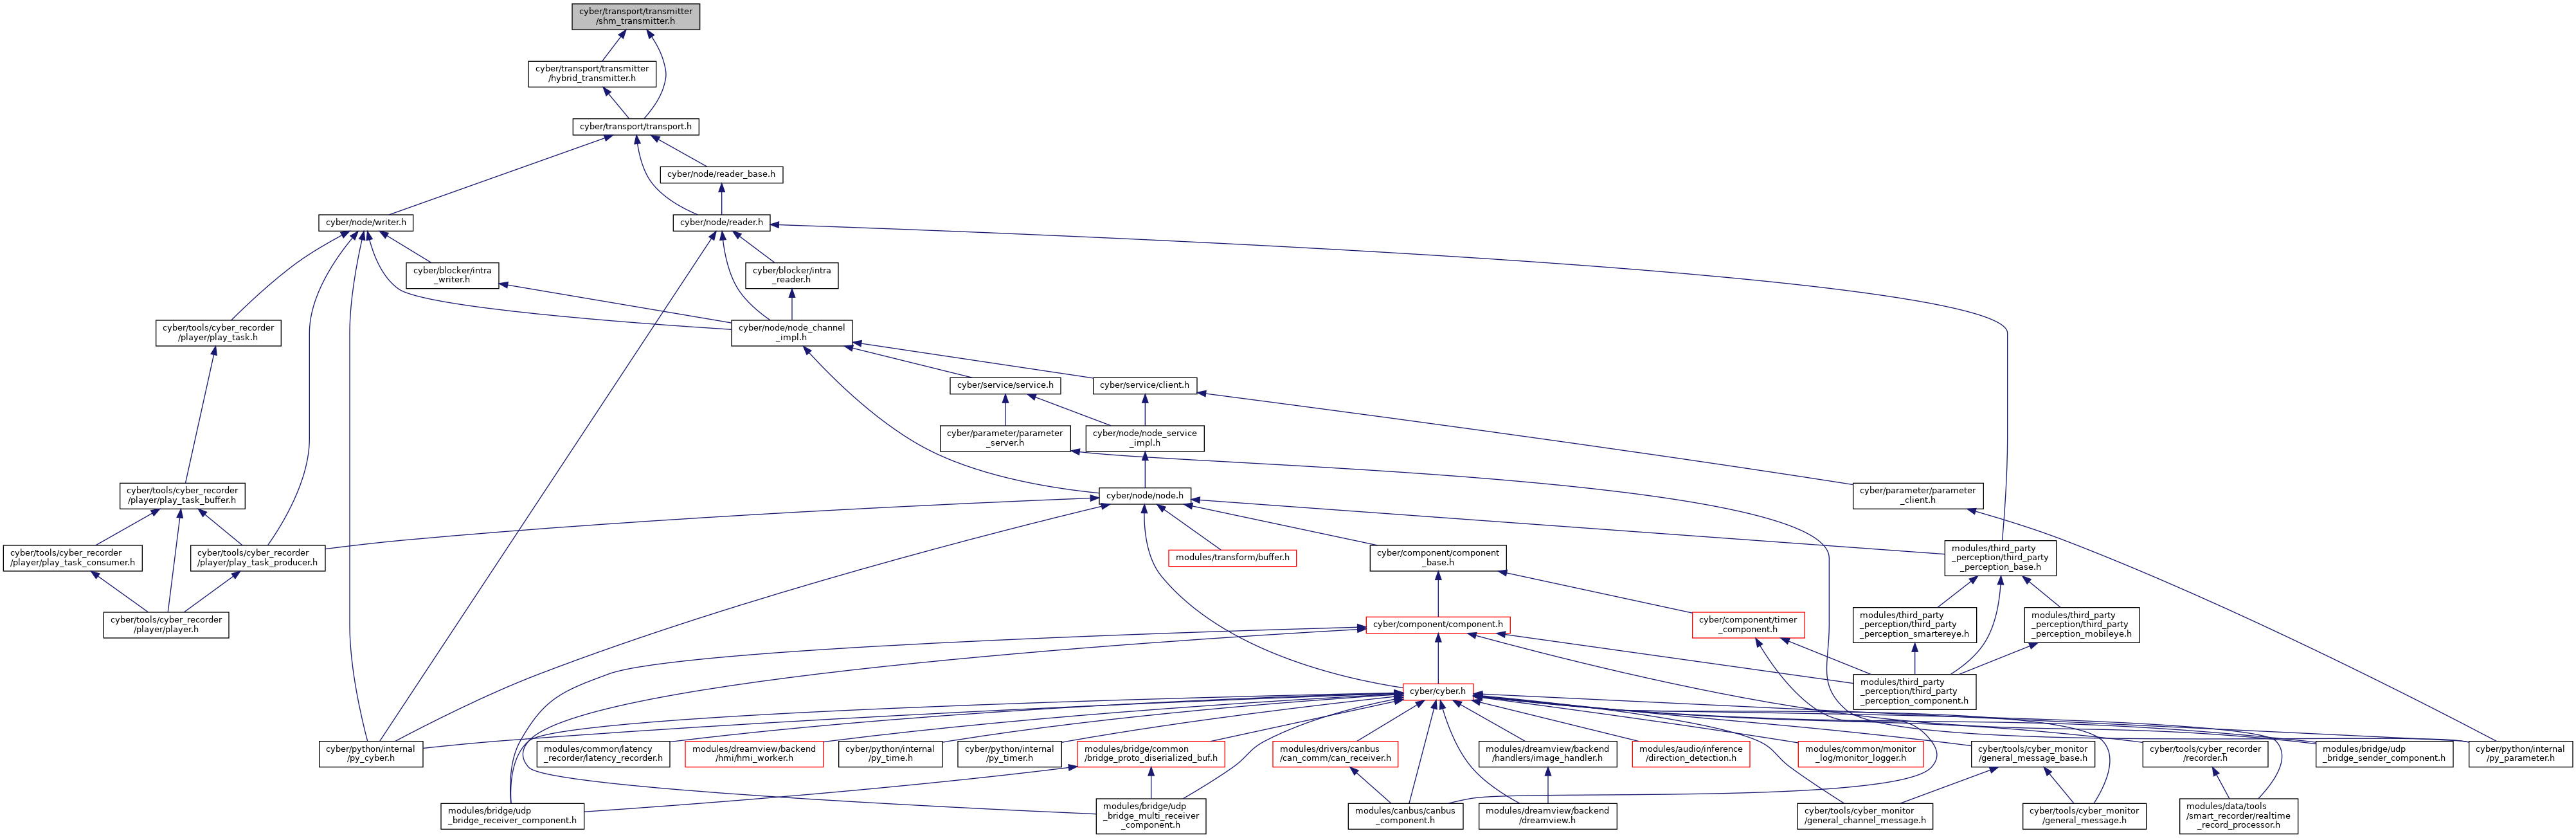 cyber/transport/transmitter
/shm_transmitter.h
cyber/transport/transmitter
/hybrid_transmitter.h
cyber/transport/transport.h
cyber/node/reader_base.h
cyber/node/writer.h
cyber/node/reader.h
cyber/blocker/intra
_writer.h
cyber/blocker/intra
_reader.h
cyber/tools/cyber_recorder
/player/play_task.h
cyber/node/node_channel
_impl.h
cyber/service/service.h
cyber/service/client.h
cyber/parameter/parameter
_server.h
cyber/node/node_service
_impl.h
cyber/tools/cyber_recorder
/player/play_task_buffer.h
cyber/node/node.h
cyber/parameter/parameter
_client.h
cyber/tools/cyber_recorder
/player/play_task_consumer.h
cyber/tools/cyber_recorder
/player/play_task_producer.h
modules/transform/buffer.h
cyber/component/component
_base.h
modules/third_party
_perception/third_party
_perception_base.h
cyber/tools/cyber_recorder
/player/player.h
cyber/component/component.h
cyber/component/timer
_component.h
modules/third_party
_perception/third_party
_perception_smartereye.h
modules/third_party
_perception/third_party
_perception_mobileye.h
cyber/cyber.h
modules/third_party
_perception/third_party
_perception_component.h
cyber/python/internal
/py_cyber.h
modules/common/latency
_recorder/latency_recorder.h
modules/dreamview/backend
/hmi/hmi_worker.h
cyber/python/internal
/py_time.h
cyber/python/internal
/py_timer.h
modules/bridge/common
/bridge_proto_diserialized_buf.h
modules/drivers/canbus
/can_comm/can_receiver.h
modules/dreamview/backend
/handlers/image_handler.h
modules/audio/inference
/direction_detection.h
modules/common/monitor
_log/monitor_logger.h
cyber/tools/cyber_monitor
/general_message_base.h
cyber/tools/cyber_recorder
/recorder.h
modules/bridge/udp
_bridge_sender_component.h
cyber/python/internal
/py_parameter.h
modules/bridge/udp
_bridge_receiver_component.h
modules/bridge/udp
_bridge_multi_receiver
_component.h
modules/canbus/canbus
_component.h
modules/dreamview/backend
/dreamview.h
cyber/tools/cyber_monitor
/general_channel_message.h
cyber/tools/cyber_monitor
/general_message.h
modules/data/tools
/smart_recorder/realtime
_record_processor.h